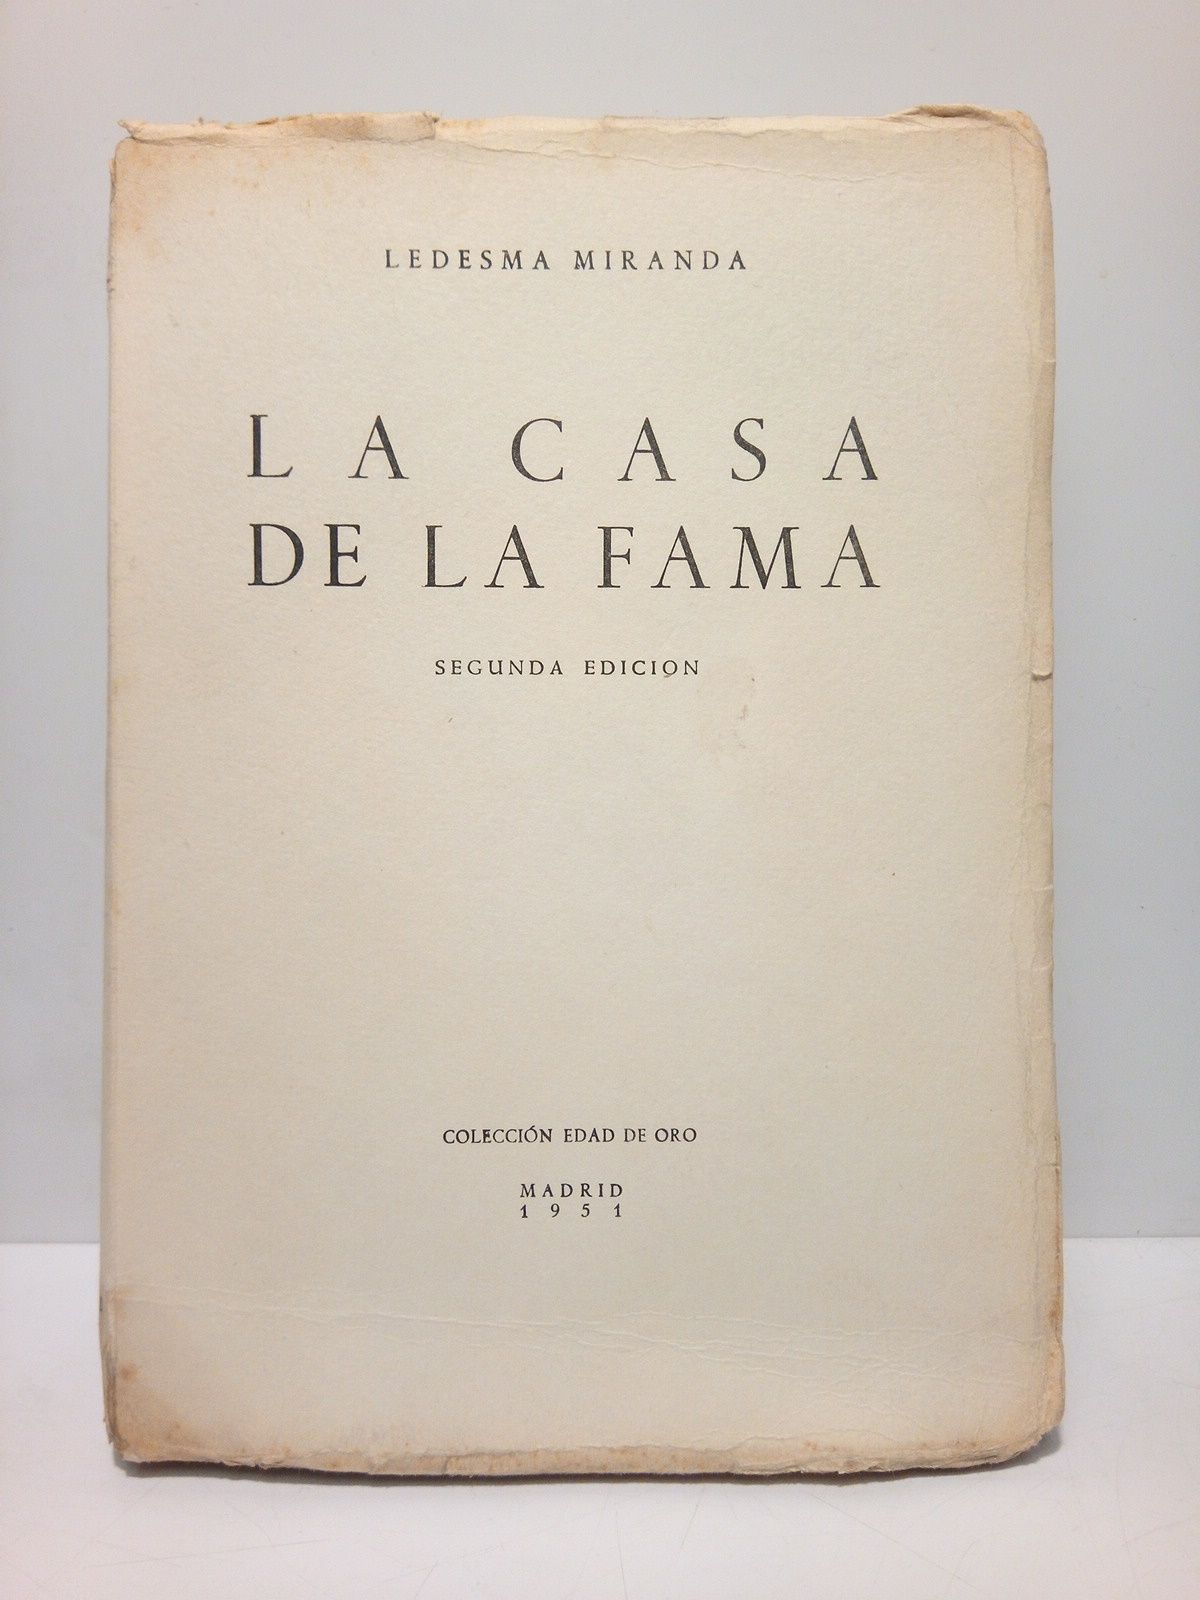 LEDESMA MIRANDA
LA CASA
DE LA FAMA
SEGUNDA EDICION
COLECCIÓN EDAD DE ORO
MADRID
1951